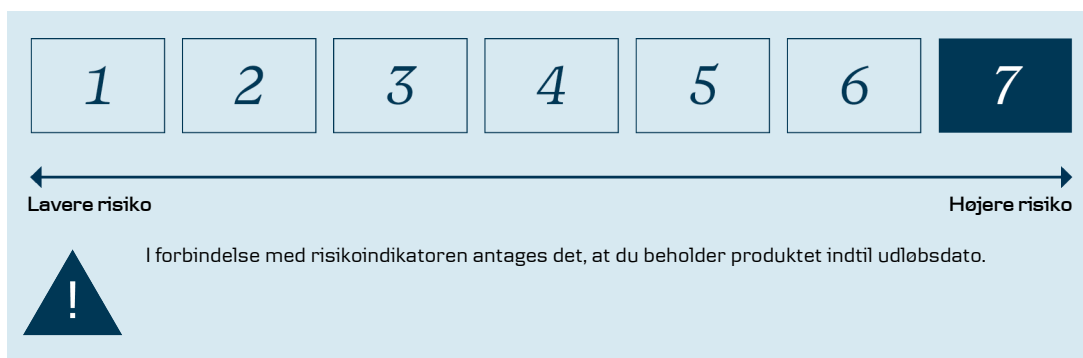 1 2 3 4 5 6 7
Lavere risiko Højere risiko
I forbindelse med risikoindikatoren antages det, at du beholder produktet indtil udløbsdato.
!